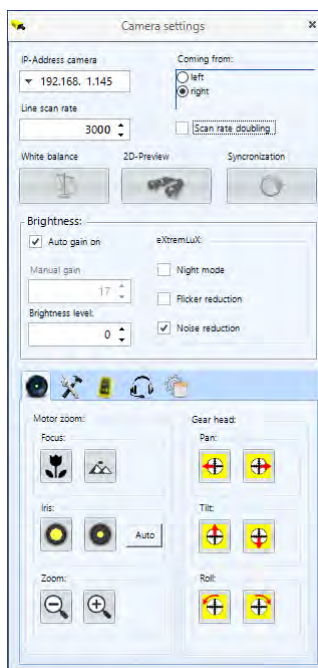 Camera settings
IP-Address camera
Coming from:
192.168. 1.145
left
right
Line scan rate
3000
Scan rate doubling
White balance
2D-Preview
Syncronization
Brightness:
Auto gain on
eXtremLuX:
Manual gain
Night mode
17
Flicker reduction
Brightness level:
0
Noise reduction
Motor zoom:
Gear head:
Focus:
Pan:
Iris:
Tilt:
Auto
Zoom:
Roll: